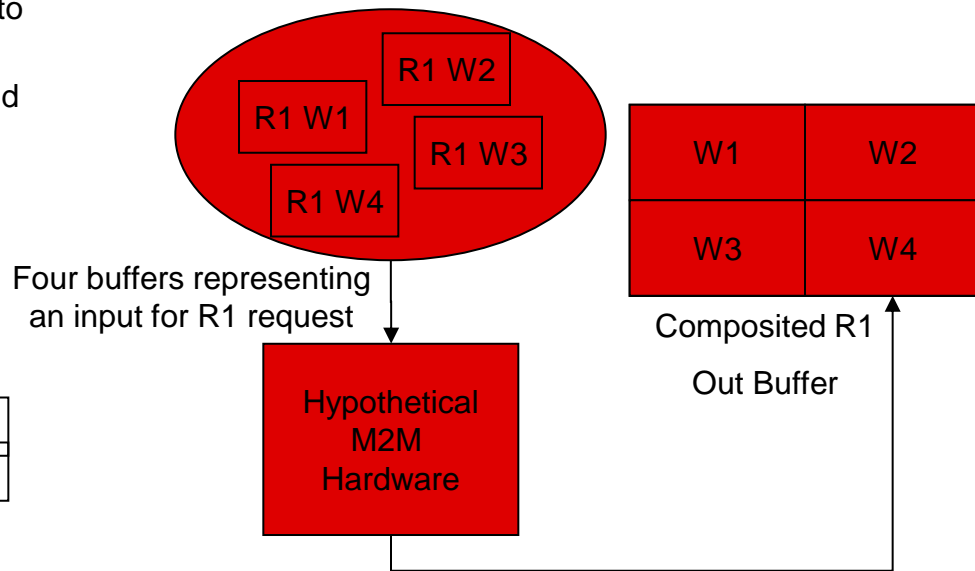 to
d
R1 W2
R1 W1
R1 W3
R1 W4
W1 W2
W3 W4
Four buffers representing
an input for R1 request
Composited R1
Out Buffer
Hypothetical
M2M
Hardware